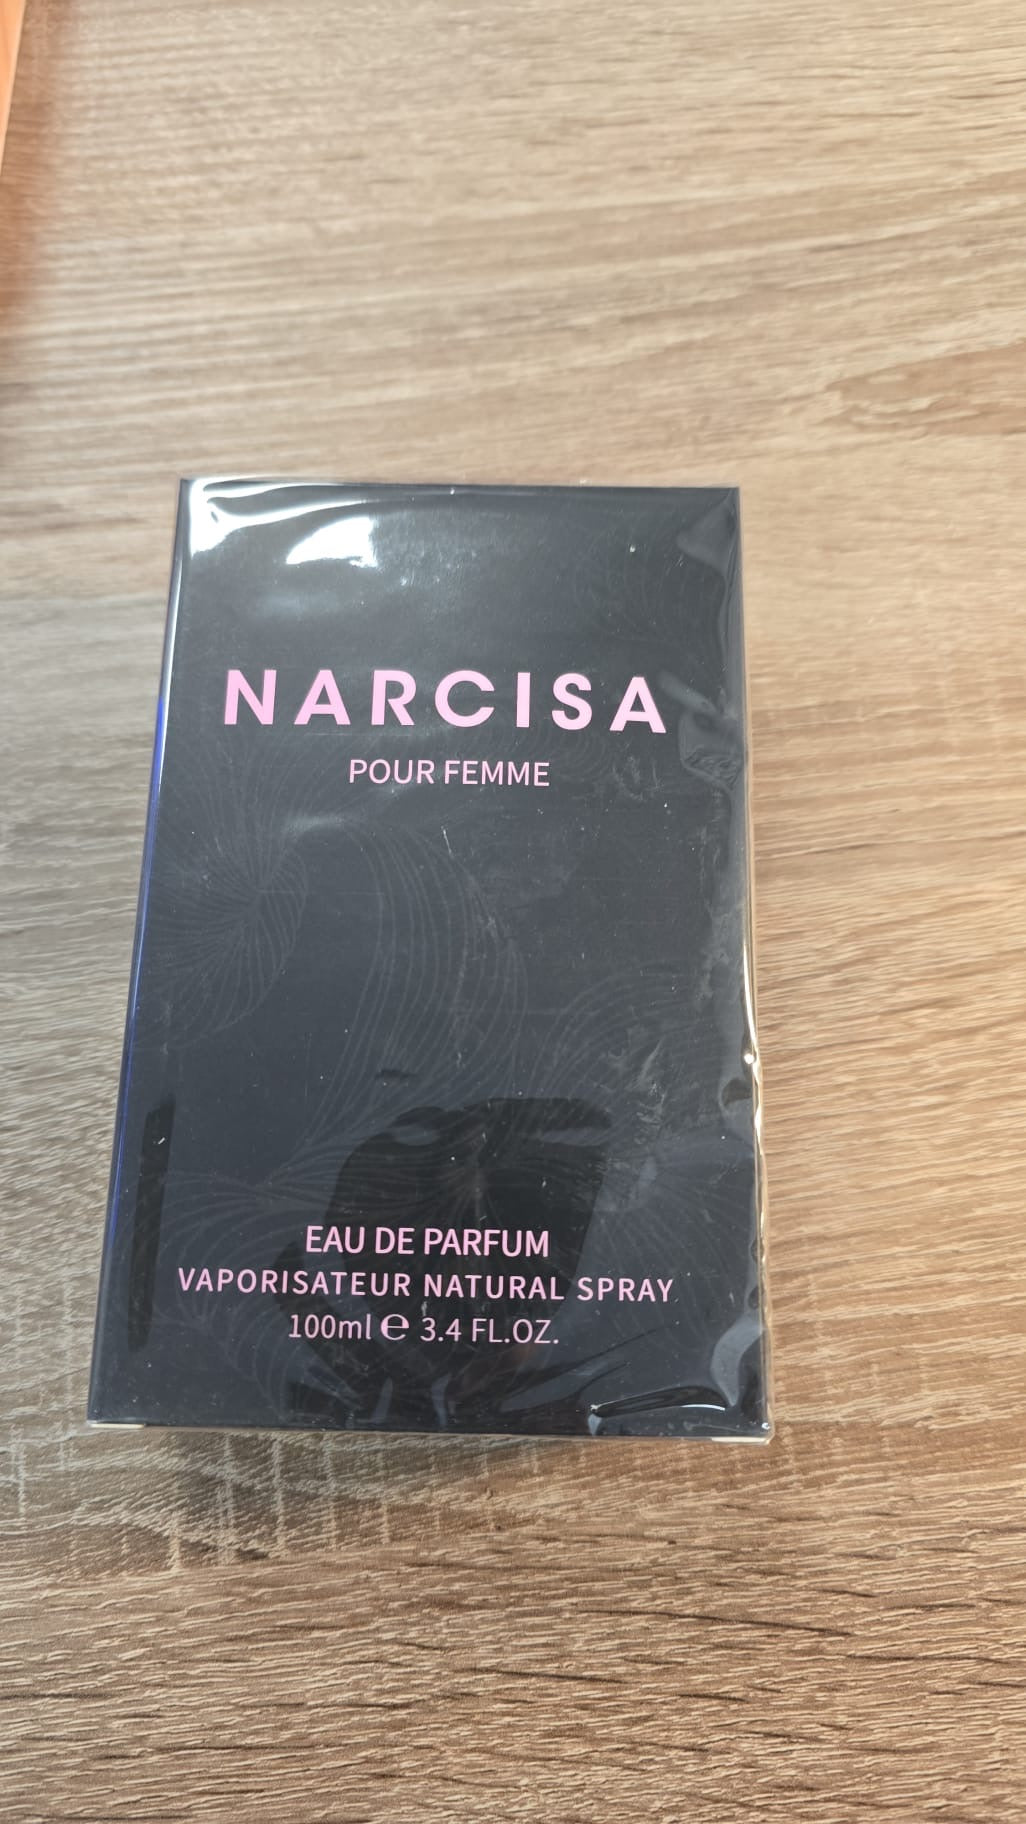 NARCISA
POUR FEMME
EAU DE PARFUM
VAPORISATEUR NATURAL SPRAY
100ml ℮ 3.4 FL.OZ.